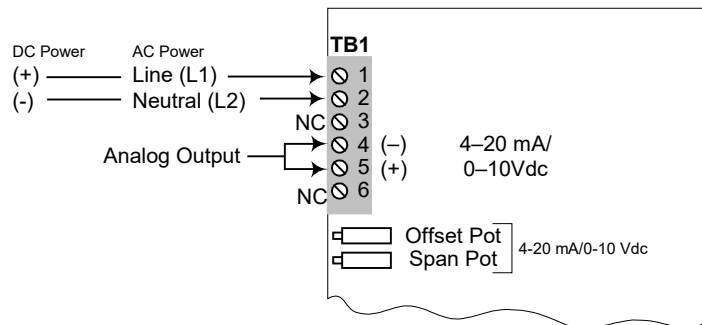 TB1
DC Power AC Power
(+) Line (L1) 1
(-) Neutral (L2) 2
NC 3
4 (–) 4–20 mA/
Analog Output 5 (+) 0–10Vdc
NC 6
Offset Pot
Span Pot
4-20 mA/0-10 Vdc